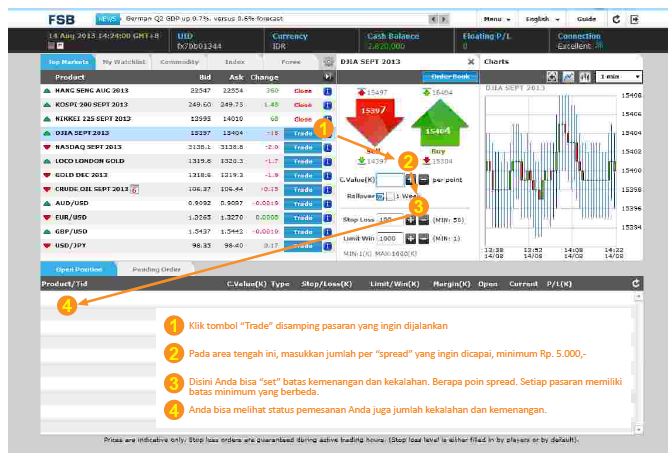 FSB
NEWS German Q2 GDP up 0.7%, versus 0.6% forecast
Menu English Guide
14 Aug 2013 14:24:00 GMT+8
UID
fx7bb01344
Currency
IDR
Cash Balance
2,820,000
Floating P/L
0
Connection
Excellent
Top Markets My Watchlist Commodity Index Forex
Product Bid Ask Change
HANG SENG AUG 2013 22547 22554 360 Close
KOSPI 200 SEPT 2013 249.60 249.75 1.48 Close
NIKKEI 225 SEPT 2013 13995 14010 68 Close
DJIA SEPT 2013 15397 15404 -15 Trade
NASDAQ SEPT 2013 3138.3 3138.8 -2.0 Trade
LOCO LONDON GOLD 1319.8 1320.3 -1.7 Trade
GOLD DEC 2013 1318.8 1319.3 -1.9 Trade
CRUDE OIL SEPT 2013 106.37 106.44 -0.15 Trade
AUD/USD 0.9092 0.9097 -0.0019 Trade
EUR/USD 1.3265 1.3270 0.0008 Trade
GBP/USD 1.5437 1.5442 -0.0010 Trade
USD/JPY 98.35 98.40 0.17 Trade
DJIA SEPT 2013
Order Book
15497 16404
15397 15404
Sell Buy
14397 15304
C.Value(K) per point
Rollover 1 Week
Stop Loss 1000 (MIN: 50)
Limit Win 1000 (MIN: 1)
MIN:1(K) MAX:1000(K)
Charts
1 min
DJIA SEPT 2013
15408
15406
15404
15402
15400
15398
15396
15394
13:38 13:52 14:08 14:22
14/08 14/08 14/08 14/08
Open Position Pending Order
Product/Tid C.Value(K) Type Stop/Loss(K) Limit/Win(K) Margin(K) Open Current P/L(K)
1
2
3
4
1 Klik tombol "Trade" disamping pasaran yang ingin dijalankan
2 Pada area tengah ini, masukkan jumlah per "spread" yang ingin dicapai, minimum Rp. 5.000,-
3 Disini Anda bisa "set" batas kemenangan dan kekalahan. Berapa poin spread. Setiap pasaran memiliki
batas minimum yang berbeda.
4 Anda bisa melihat status pemesanan Anda juga jumlah kekalahan dan kemenangan.
Prices are indicative only. Stop loss orders are guaranteed during active trading hours. (Stop loss level is either filled in by players or by default).